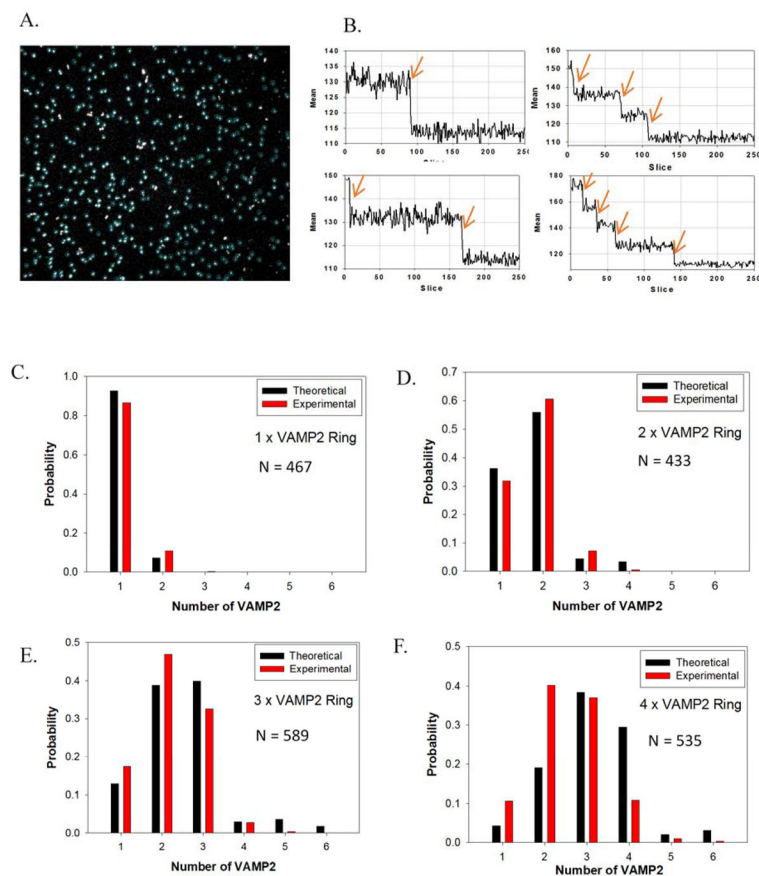 A.
B.
140
135
130
125
120
115
110
Mean
0 50 100 150 200 250
Slice
160
150
140
130
120
110
Mean
0 50 100 150 200 250
Slice
160
150
140
130
120
110
Mean
0 50 100 150 200 250
Slice
180
160
140
120
Mean
0 50 100 150 200 250
Slice
C.
1.0
0.8
0.6
0.4
0.2
0.0
Probability
Theoretical
Experimental
1 x VAMP2 Ring
N = 467
1 2 3 4 5 6
Number of VAMP2
D.
0.7
0.6
0.5
0.4
0.3
0.2
0.1
0.0
Probability
Theoretical
Experimental
2 x VAMP2 Ring
N = 433
1 2 3 4 5 6
Number of VAMP2
E.
0.5
0.4
0.3
0.2
0.1
0.0
Probability
Theoretical
Experimental
3 x VAMP2 Ring
N = 589
1 2 3 4 5 6
Number of VAMP2
F.
0.5
0.4
0.3
0.2
0.1
0.0
Probability
Theoretical
Experimental
4 x VAMP2 Ring
N = 535
1 2 3 4 5 6
Number of VAMP2